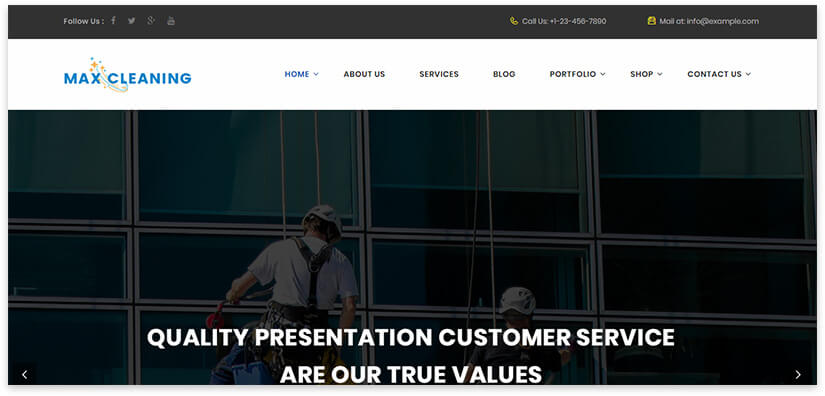 Follow Us :
Call Us: +1-23-456-7890
Mail at: info@example.com
MAX CLEANING
HOME
ABOUT US
SERVICES
BLOG
PORTFOLIO
SHOP
CONTACT US
QUALITY PRESENTATION CUSTOMER SERVICE
ARE OUR TRUE VALUES